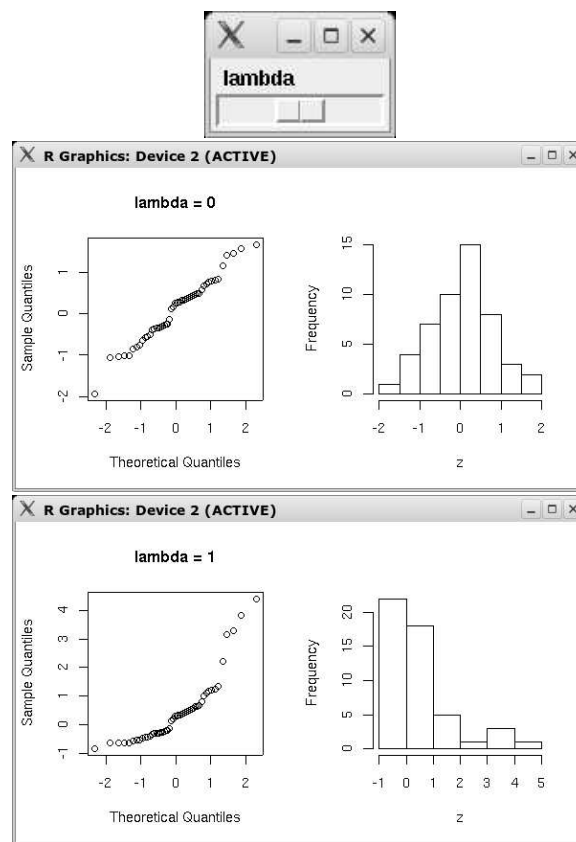 lambda
R Graphics: Device 2 (ACTIVE)
lambda = 0
Sample Quantiles
1
0
-1
-2
-2 -1 0 1 2
Theoretical Quantiles
Frequency
15
10
5
0
-2 -1 0 1 2
z
R Graphics: Device 2 (ACTIVE)
lambda = 1
Sample Quantiles
4
3
2
1
0
-1
-2 -1 0 1 2
Theoretical Quantiles
Frequency
20
15
10
5
0
-1 0 1 2 3 4 5
z